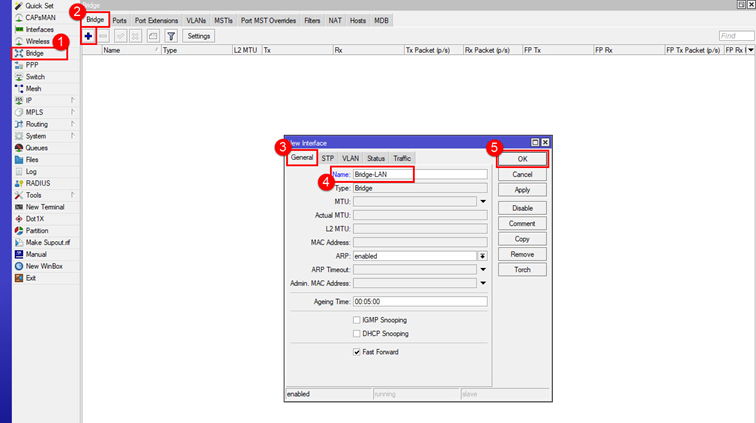 Quick Set
CAPsMAN
Interfaces
Wireless
1
Bridge
PPP
Switch
Mesh
IP
MPLS
Routing
System
Queues
Files
Log
RADIUS
Tools
New Terminal
Dot1X
Partition
Make Supout.rif
Manual
New WinBox
Exit
Bridge
2
Bridge Ports Port Extensions VLANs MSTIs Port MST Overrides Filters NAT Hosts MDB
Settings Find
Name Type L2 MTU Tx Rx Tx Packet (p/s) Rx Packet (p/s) FP Tx FP Rx FP Tx Packet (p/s) FP Rx
New Interface
3 5
General STP VLAN Status Traffic
4
Name: Bridge-LAN
Type: Bridge
MTU:
Actual MTU:
L2 MTU:
MAC Address:
ARP: enabled
ARP Timeout:
Admin. MAC Address:
Ageing Time: 00:05:00
IGMP Snooping
DHCP Snooping
Fast Forward
OK
Cancel
Apply
Disable
Comment
Copy
Remove
Torch
enabled running slave